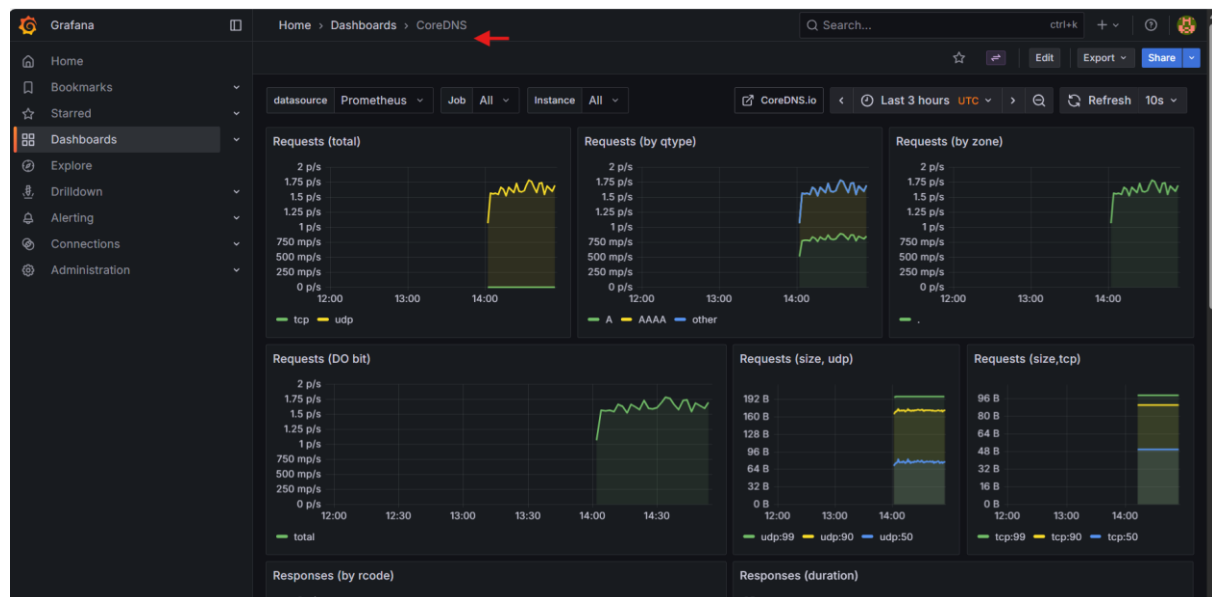 Grafana
Home › Dashboards › CoreDNS
Search...
ctrl+k
Home
Bookmarks
Starred
Dashboards
Explore
Drilldown
Alerting
Connections
Administration
Edit
Export
Share
datasource Prometheus
Job All
Instance All
CoreDNS.io
Last 3 hours UTC
Refresh 10s
Requests (total)
2 p/s
1.75 p/s
1.5 p/s
1.25 p/s
1 p/s
750 mp/s
500 mp/s
250 mp/s
0 p/s
12:00 13:00 14:00
tcp udp
Requests (by qtype)
2 p/s
1.75 p/s
1.5 p/s
1.25 p/s
1 p/s
750 mp/s
500 mp/s
250 mp/s
0 p/s
12:00 13:00 14:00
A AAAA other
Requests (by zone)
2 p/s
1.75 p/s
1.5 p/s
1.25 p/s
1 p/s
750 mp/s
500 mp/s
250 mp/s
0 p/s
12:00 13:00 14:00
.
Requests (DO bit)
2 p/s
1.75 p/s
1.5 p/s
1.25 p/s
1 p/s
750 mp/s
500 mp/s
250 mp/s
0 p/s
12:00 12:30 13:00 13:30 14:00 14:30
total
Requests (size, udp)
192 B
160 B
128 B
96 B
64 B
32 B
0 B
12:00 13:00 14:00
udp:99 udp:90 udp:50
Requests (size,tcp)
96 B
80 B
64 B
48 B
32 B
16 B
0 B
12:00 13:00 14:00
tcp:99 tcp:90 tcp:50
Responses (by rcode)
Responses (duration)